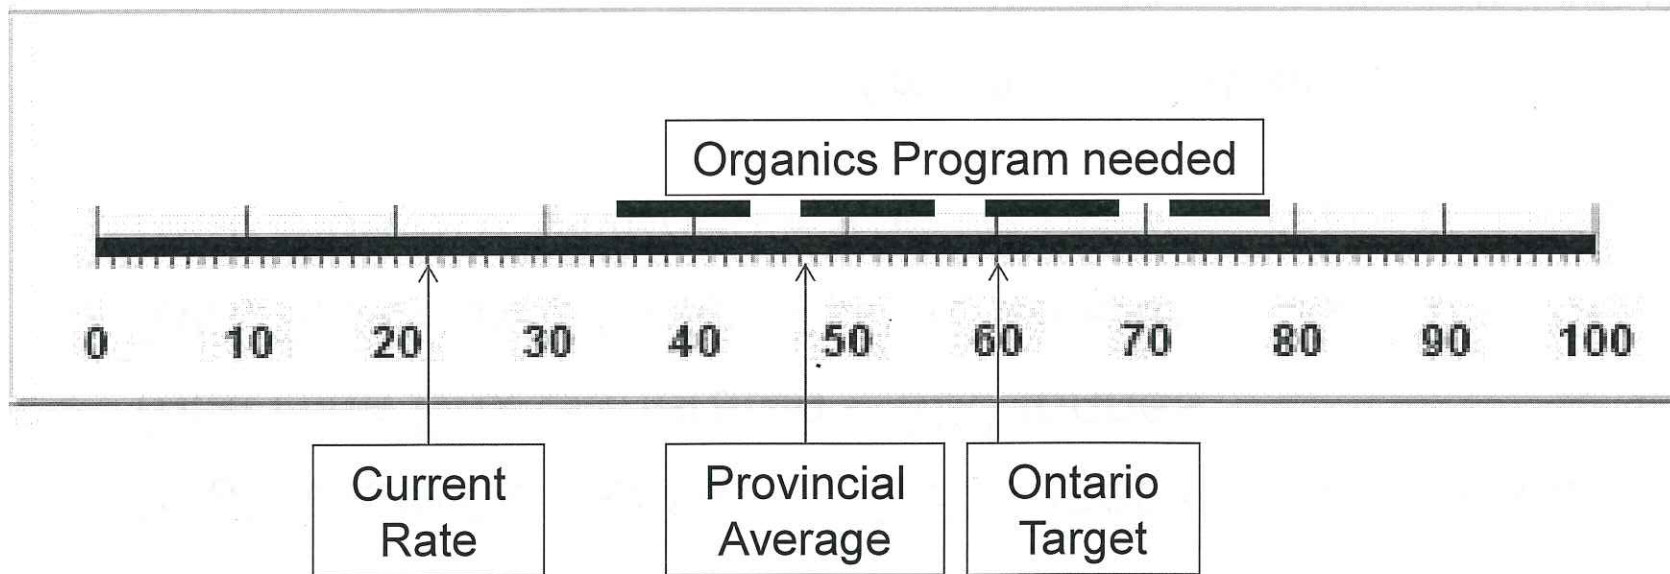 Organics Program needed
0 10 20 30 40 50 60 70 80 90 100
Current
Rate
Provincial
Average
Ontario
Target